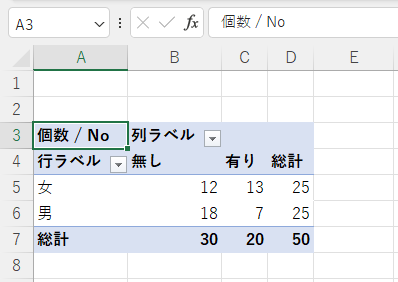 A3 fx 個数 / No
A B C D E
1
2
3 個数 / No 列ラベル
4 行ラベル 無し 有り 総計
5 女 12 13 25
6 男 18 7 25
7 総計 30 20 50
8